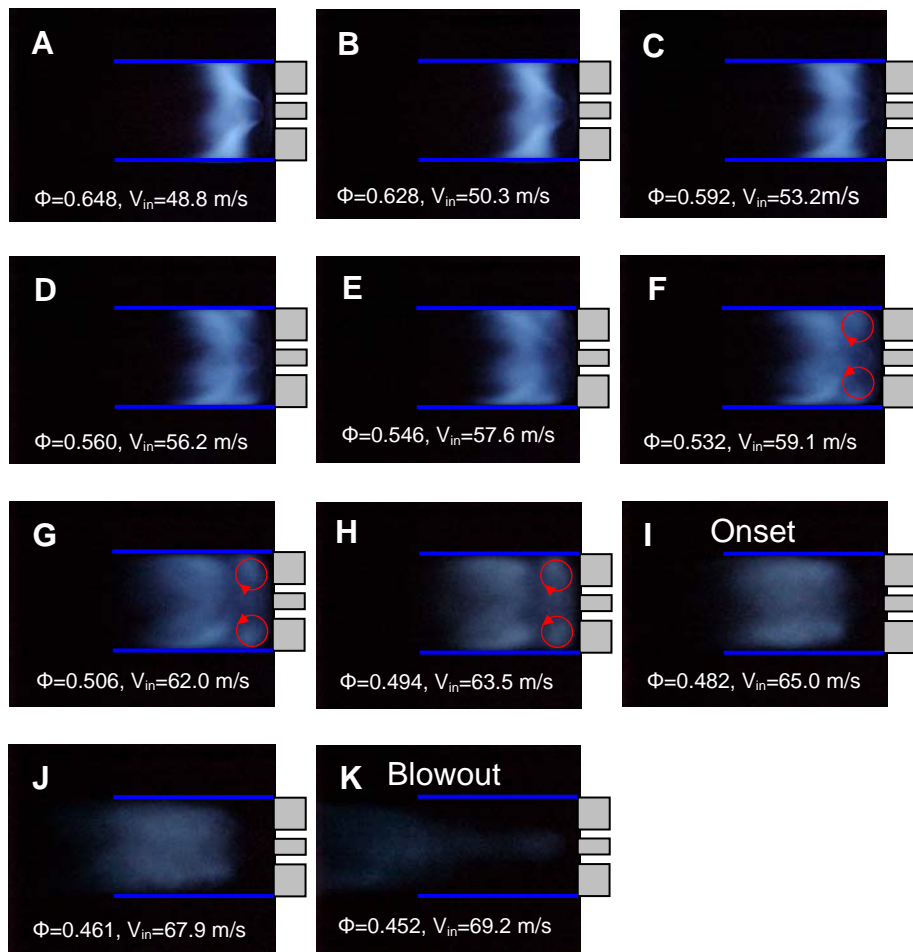 A
Φ=0.648, Vin=48.8 m/s
B
Φ=0.628, Vin=50.3 m/s
C
Φ=0.592, Vin=53.2m/s
D
Φ=0.560, Vin=56.2 m/s
E
Φ=0.546, Vin=57.6 m/s
F
Φ=0.532, Vin=59.1 m/s
G
Φ=0.506, Vin=62.0 m/s
H
Φ=0.494, Vin=63.5 m/s
I Onset
Φ=0.482, Vin=65.0 m/s
J
Φ=0.461, Vin=67.9 m/s
K Blowout
Φ=0.452, Vin=69.2 m/s